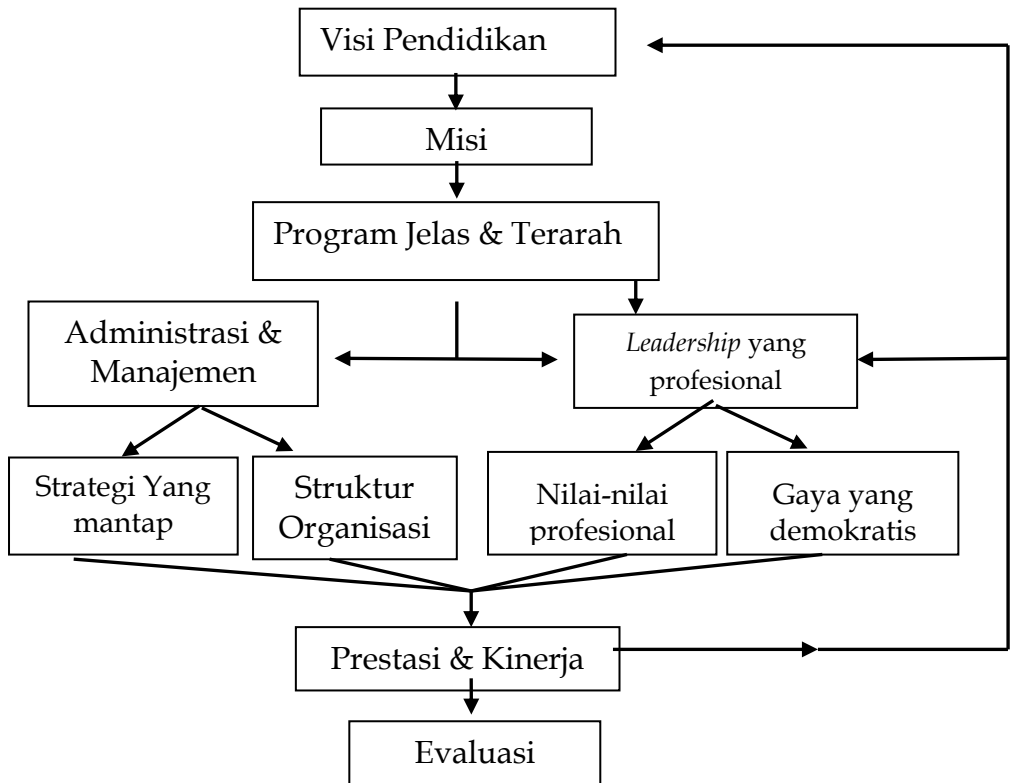 Visi Pendidikan
Misi
Program Jelas & Terarah
Administrasi &
Manajemen
Leadership yang
profesional
Strategi Yang
mantap
Struktur
Organisasi
Nilai-nilai
profesional
Gaya yang
demokratis
Prestasi & Kinerja
Evaluasi